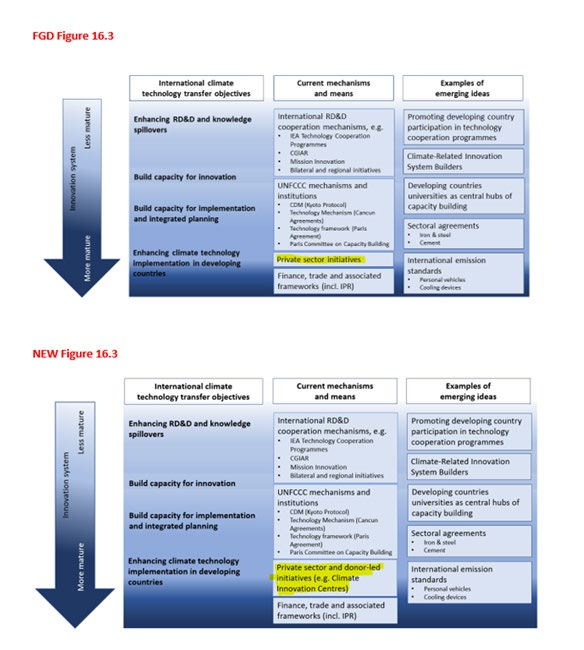 FGD Figure 16.3
International climate
technology transfer objectives
Current mechanisms
and means
Examples of
emerging ideas
Innovation system
Less mature
More mature
Enhancing RD&D and knowledge
spillovers
Build capacity for innovation
Build capacity for implementation
and integrated planning
Enhancing climate technology
implementation in developing
countries
International RD&D
cooperation mechanisms, e.g.
• IEA Technology Cooperation
Programmes
• CGIAR
• Mission Innovation
• Bilateral and regional initiatives
UNFCCC mechanisms and
institutions
• CDM (Kyoto Protocol)
• Technology Mechanism (Cancun
Agreements)
• Technology framework (Paris
Agreement)
• Paris Committee on Capacity Building
Private sector initiatives
Finance, trade and associated
frameworks (incl. IPR)
Promoting developing country
participation in technology
cooperation programmes
Climate-Related Innovation
System Builders
Developing countries
universities as central hubs of
capacity building
Sectoral agreements
• Iron & steel
• Cement
International emission
standards
• Personal vehicles
• Cooling devices
NEW Figure 16.3
International climate
technology transfer objectives
Current mechanisms
and means
Examples of
emerging ideas
Innovation system
Less mature
More mature
Enhancing RD&D and knowledge
spillovers
Build capacity for innovation
Build capacity for implementation
and integrated planning
Enhancing climate technology
implementation in developing
countries
International RD&D
cooperation mechanisms, e.g.
• IEA Technology Cooperation
Programmes
• CGIAR
• Mission Innovation
• Bilateral and regional initiatives
UNFCCC mechanisms and
institutions
• CDM (Kyoto Protocol)
• Technology Mechanism (Cancun
Agreements)
• Technology framework (Paris
Agreement)
• Paris Committee on Capacity Building
Private sector and donor-led
initiatives (e.g. Climate
Innovation Centres)
Finance, trade and associated
frameworks (incl. IPR)
Promoting developing country
participation in technology
cooperation programmes
Climate-Related Innovation
System Builders
Developing countries
universities as central hubs of
capacity building
Sectoral agreements
• Iron & steel
• Cement
International emission
standards
• Personal vehicles
• Cooling devices